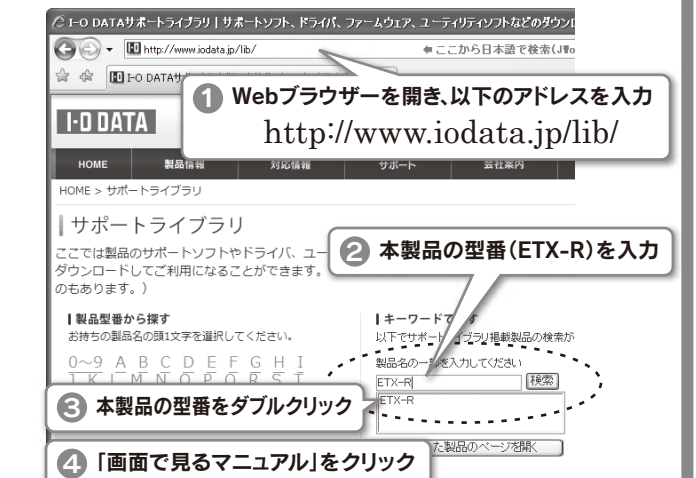 I-O DATAサポートライブラリ | サポートソフト、ドライバ、ファームウェア、ユーティリティソフトなどのダウンロ
http://www.iodata.jp/lib/
ここから日本語で検索(JWo
I-O DATAサ
① Webブラウザーを開き、以下のアドレスを入力
http://www.iodata.jp/lib/
I-O DATA
HOME 製品情報 対応情報 サポート 会社案内
HOME > サポートライブラリ
サポートライブラリ
ここでは製品のサポートソフトやドライバ、ユー
ダウンロードしてご利用になることができます。
のもあります。)
② 本製品の型番(ETX-R)を入力
製品型番から探す
お持ちの製品名の頭1文字を選択してください。
0~9 A B C D E F G H I
J K L M N O P Q R S T
キーワードで す
以下でサポート ブラリ掲載製品の検索が
製品名の一部を入力してください
ETX-R 検索
ETX-R
③ 本製品の型番をダブルクリック
た製品のページを開く
④ 「画面で見るマニュアル」をクリック